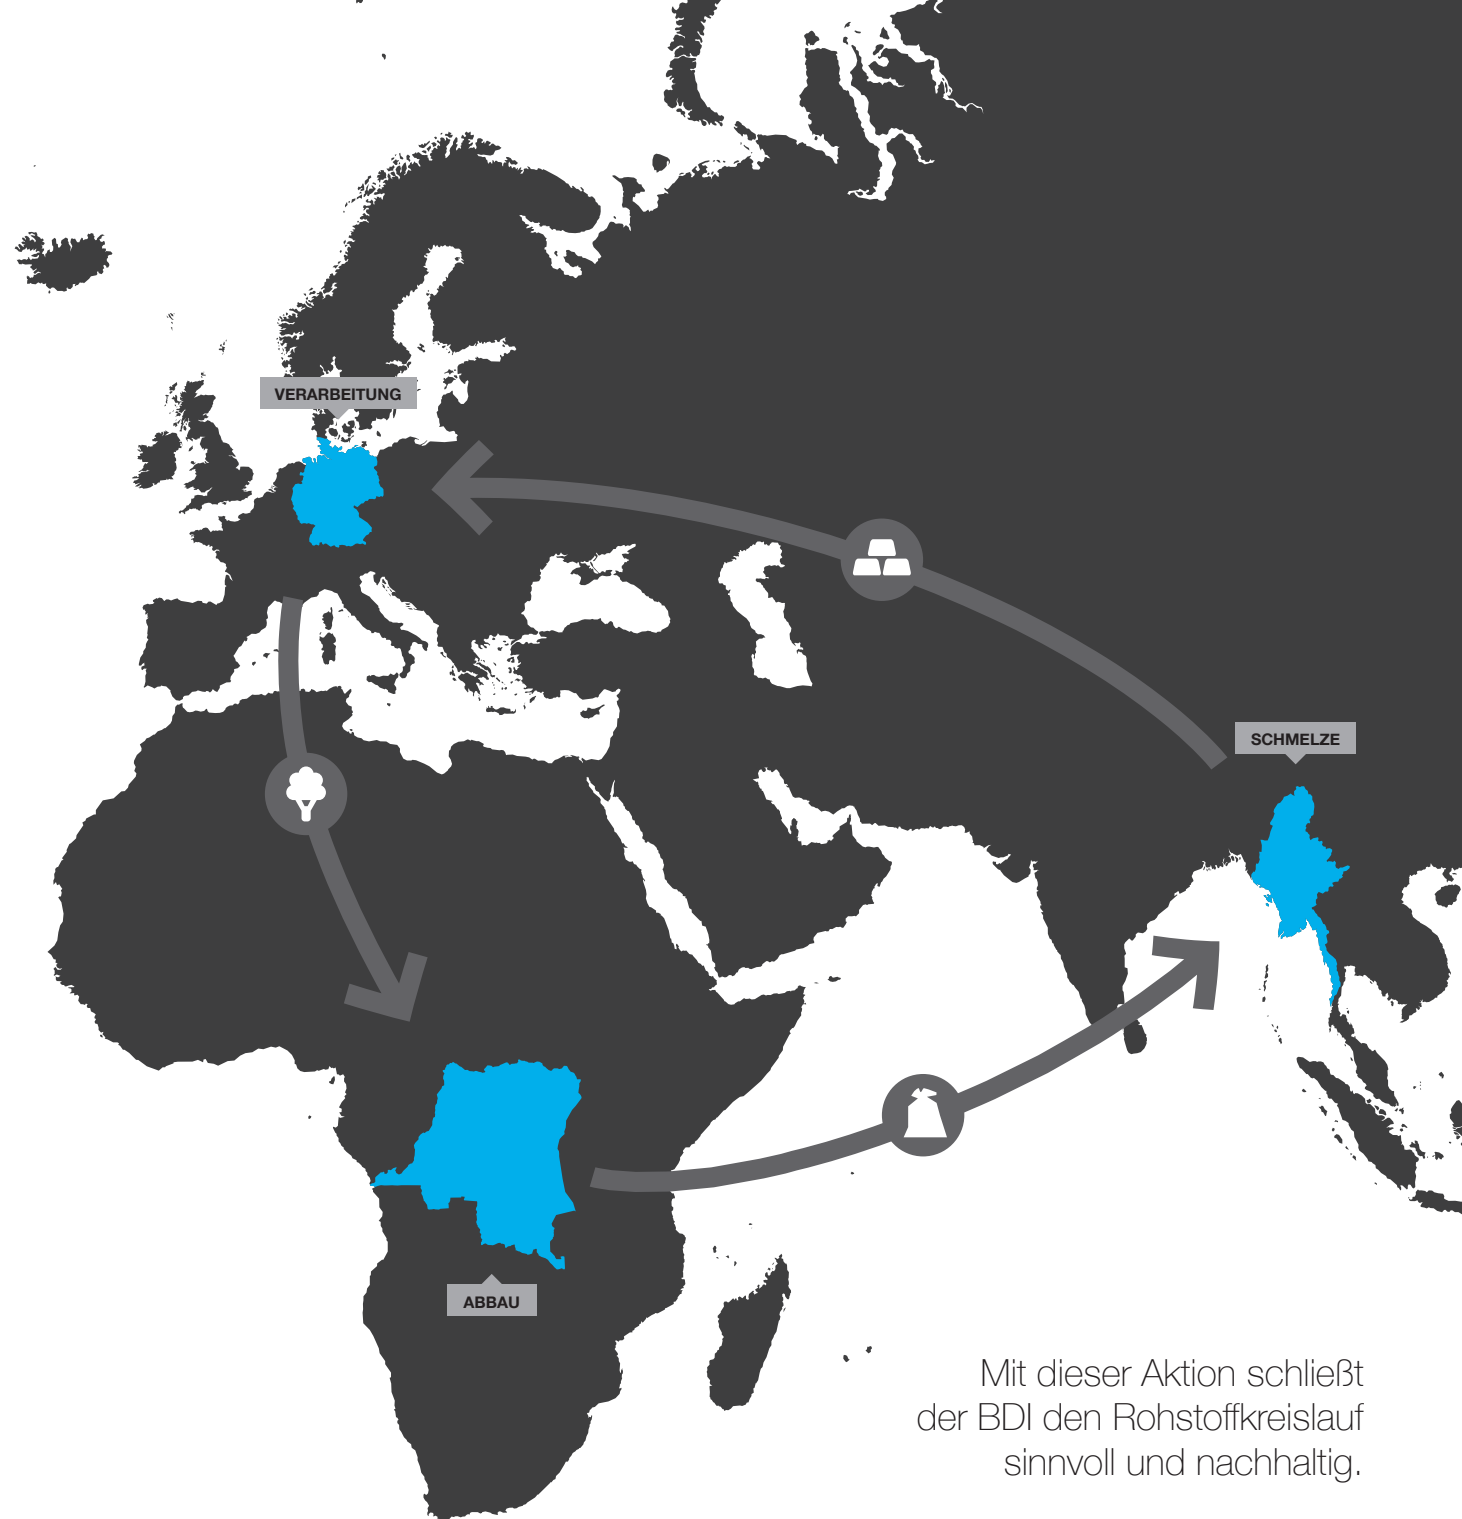 VERARBEITUNG
SCHMELZE
ABBAU
Mit dieser Aktion schließt
der BDI den Rohstoffkreislauf
sinnvoll und nachhaltig.